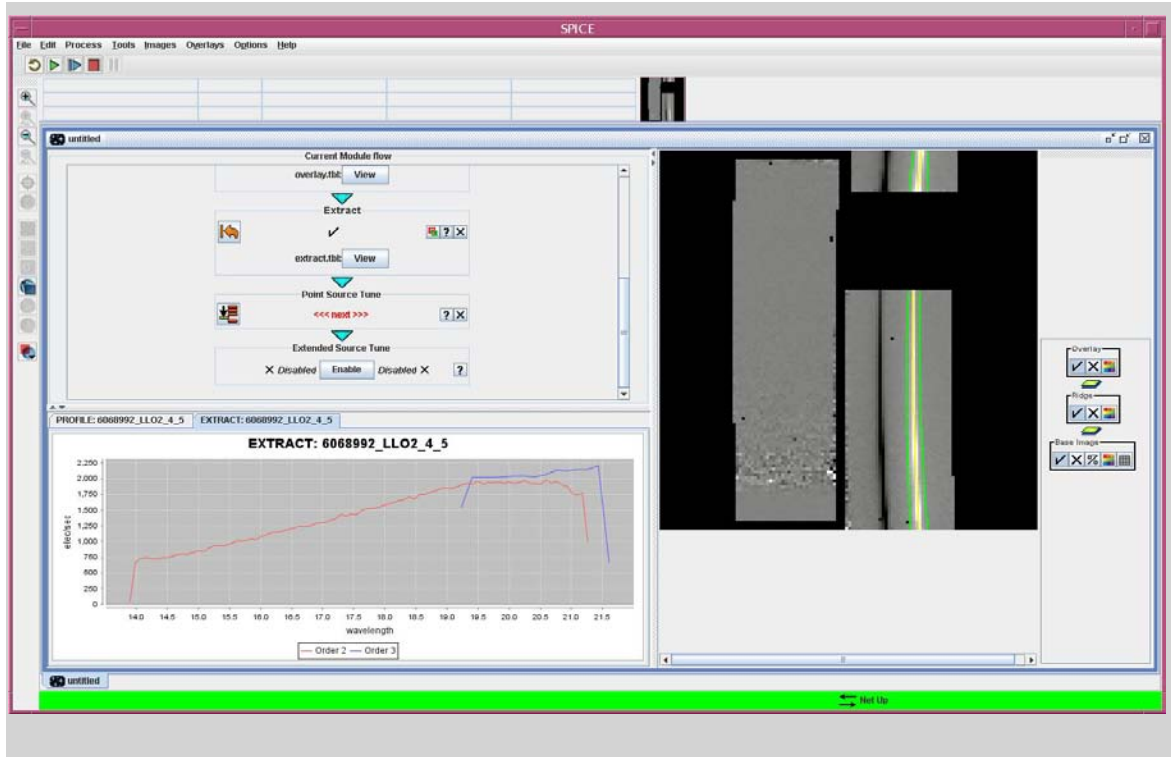 SPICE
File Edit Process Tools Images Overlays Options Help
untitled
Current Module flow
overlay.tbl: View
Extract
extract.tbl: View
Point Source Tune
<<< next >>>
? X
Extended Source Tune
X Disabled Enable Disabled X ?
PROFILE: 6068992_LLO2_4_5 EXTRACT: 6068992_LLO2_4_5
EXTRACT: 6068992_LLO2_4_5
2,250
2,000
1,750
1,500
1,250
1,000
750
500
250
0
elec/sec
14.0 14.5 15.0 15.5 16.0 16.5 17.0 17.5 18.0 18.5 19.0 19.5 20.0 20.5 21.0 21.5
wavelength
Order 2 Order 3
Overlay
Ridge
Base Image
untitled
Net Up